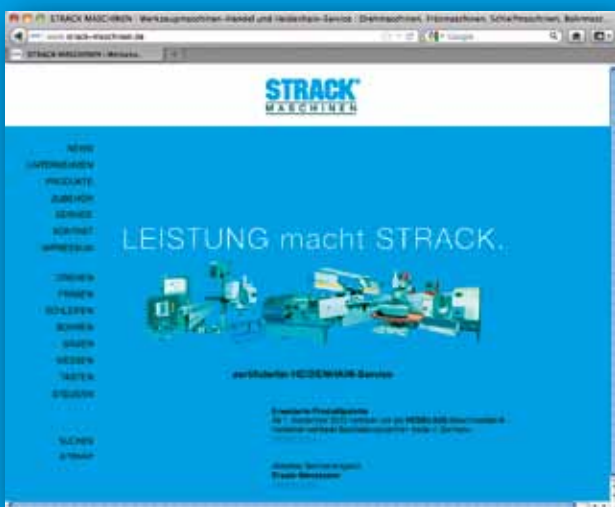 STRACK MASCHINEN | Werkzeugmaschinen-Handel und Heidenhain-Service | Drehmaschinen, Fräsmaschinen, Schleifmaschinen, Bohrmasc
www.strack-maschinen.de
Google
STRACK MASCHINEN | Werkzeu...
STRACK
MASCHINEN
NEWS
UNTERNEHMEN
PRODUKTE
ZUBEHÖR
SERVICE
KONTAKT
IMPRESSUM
LEISTUNG macht STRACK.
DREHEN
FRÄSEN
SCHLEIFEN
BOHREN
SÄGEN
MESSEN
TASTEN
STEUERN
zertifizierter HEIDENHAIN-Service
Erweiterte Produktpalette
SUCHEN
SITEMAP